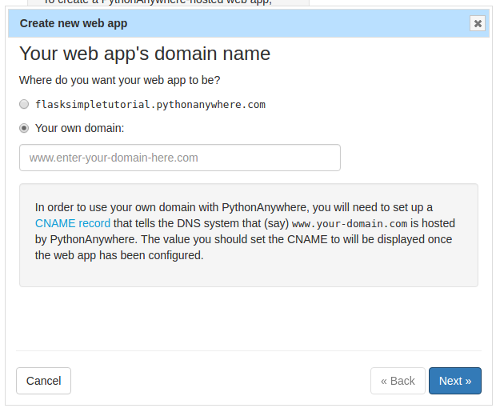 To create a PythonAnywhere-hosted web app,
Create new web app
Your web app's domain name
Where do you want your web app to be?
flasksimpletutorial.pythonanywhere.com
Your own domain:
www.enter-your-domain-here.com
In order to use your own domain with PythonAnywhere, you will need to set up a
CNAME record that tells the DNS system that (say) www.your-domain.com is hosted
by PythonAnywhere. The value you should set the CNAME to will be displayed once
the web app has been configured.
Cancel
« Back
Next »